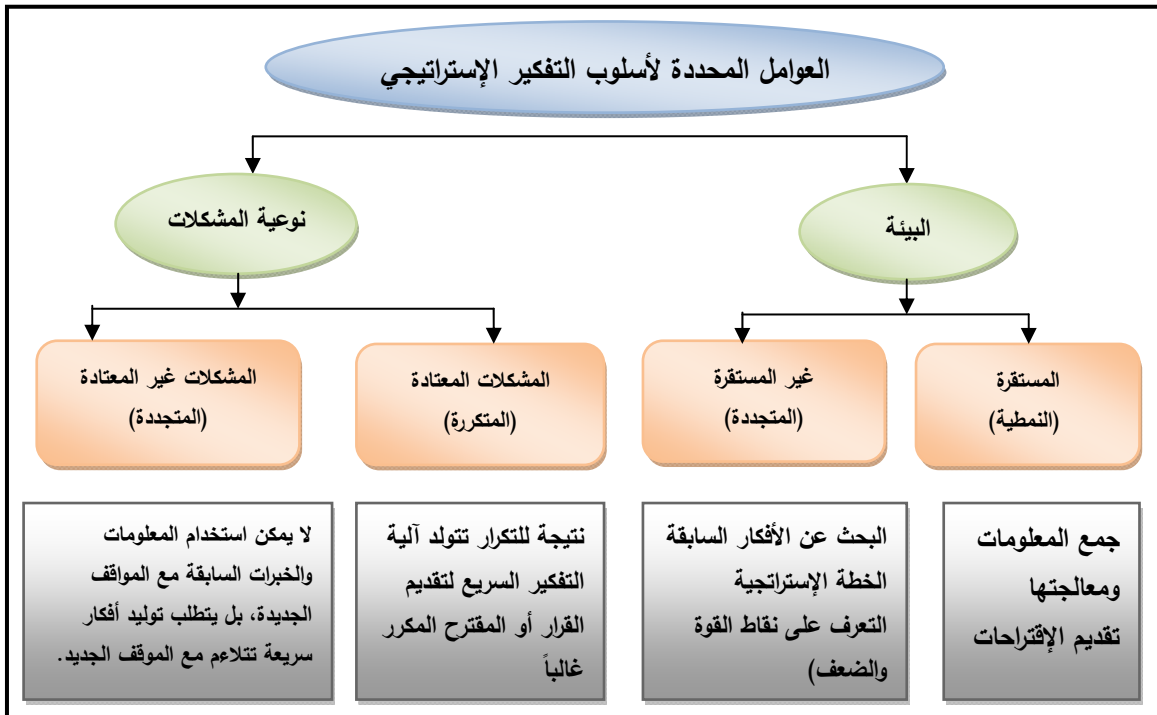 العوامل المحددة لأسلوب التفكير الإستراتيجي
البيئة
نوعية المشكلات
المستقرة
(النمطية)
غير المستقرة
(المتجددة)
المشكلات المعتادة
(المتكررة)
المشكلات غير المعتادة
(المتجددة)
جمع المعلومات
ومعالجتها
تقديم الإقتراحات
البحث عن الأفكار السابقة
الخطة الإستراتجية
التعرف على نقاط القوة
والضعف)
نتيجة للتكرار تتولد آلية
التفكير السريع لتقديم
القرار أو المقترح المكرر
غالباً
لا يمكن استخدام المعلومات
والخبرات السابقة مع المواقف
الجديدة، بل يتطلب توليد أفكار
سريعة تتلاءم مع الموقف الجديد.